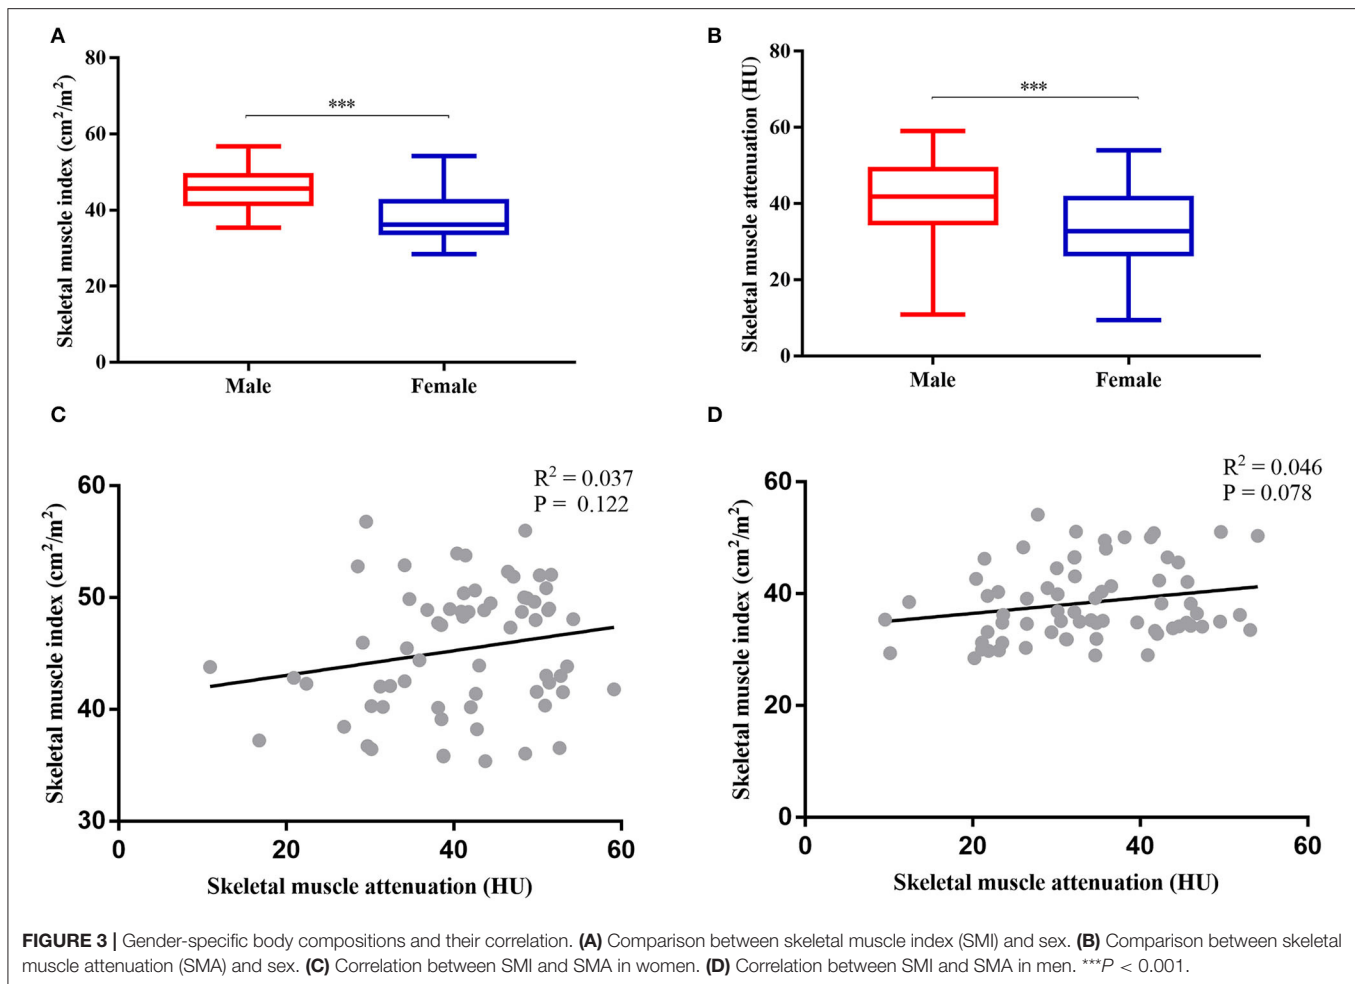 A
80
60
40
20
0
Skeletal muscle index (cm²/m²)
***
Male Female
B
80
60
40
20
0
Skeletal muscle attenuation (HU)
***
Male Female
C
R² = 0.037
P = 0.122
60
50
40
30
Skeletal muscle index (cm²/m²)
0 20 40 60
Skeletal muscle attenuation (HU)
D
R² = 0.046
P = 0.078
60
40
20
0
Skeletal muscle index (cm²/m²)
0 20 40 60
Skeletal muscle attenuation (HU)
FIGURE 3 | Gender-specific body compositions and their correlation. (A) Comparison between skeletal muscle index (SMI) and sex. (B) Comparison between skeletal
muscle attenuation (SMA) and sex. (C) Correlation between SMI and SMA in women. (D) Correlation between SMI and SMA in men. ***P < 0.001.